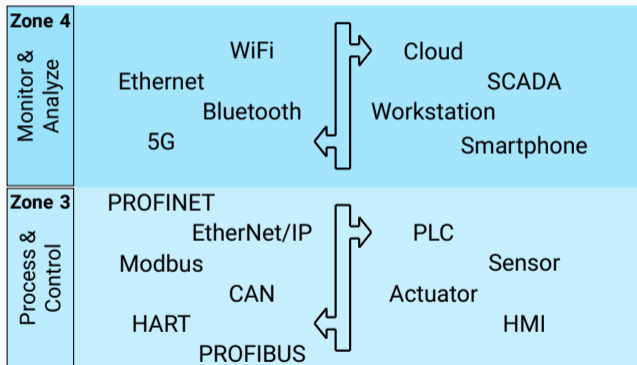 Zone 4
Monitor &
Analyze
WiFi
Ethernet
Bluetooth
5G
Cloud
SCADA
Workstation
Smartphone
Zone 3
Process &
Control
PROFINET
EtherNet/IP
Modbus
CAN
HART
PROFIBUS
PLC
Sensor
Actuator
HMI